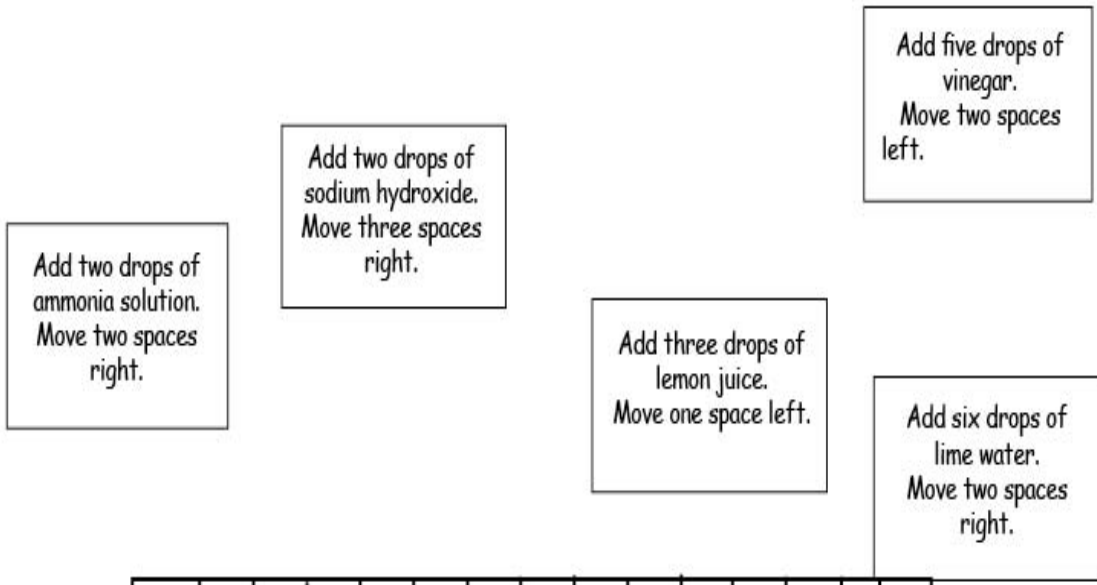 Add five drops of
vinegar.
Move two spaces
left.
Add two drops of
sodium hydroxide.
Move three spaces
right.
Add two drops of
ammonia solution.
Move two spaces
right.
Add three drops of
lemon juice.
Move one space left.
Add six drops of
lime water.
Move two spaces
right.